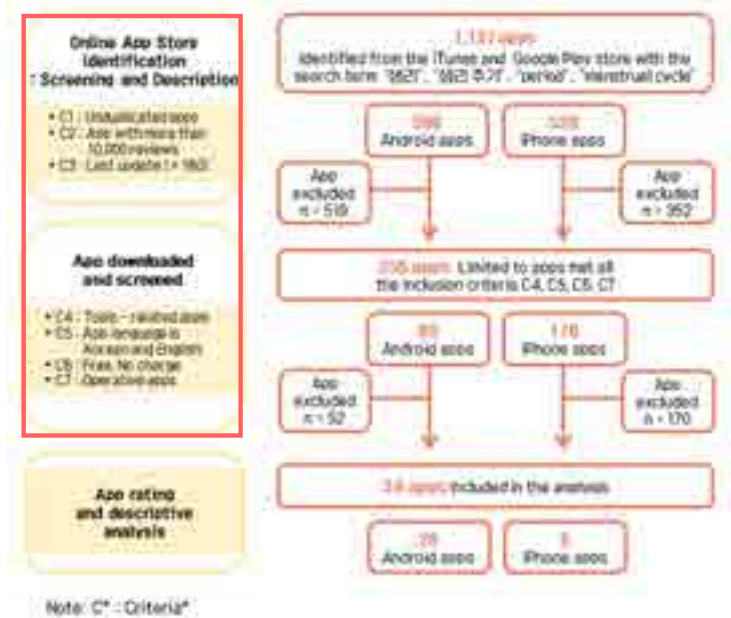 Online App Store
Identification
: Screening and Description
• C1 : Unduplicated apps
• C2 : App with more than
10,000 reviews
• C3 : Last update
App downloaded
and screened
• C4 : Tools - related apps
• C5 : App language is
Korean and English
• C6 : Free, No charge
• C7 : Operative apps
App rating
and descriptive
analysis
Note: C* : Criteria*
apps
Identified from the iTunes and Google Play store with the
search term "생리", "생리 주기", "period", "menstrual cycle"
Android apps
iPhone apps
App
excluded
n = 519
App
excluded
n = 352
apps Limited to apps met all
the inclusion criteria C4, C5, C6, C7
Android apps
iPhone apps
App
excluded
n = 52
App
excluded
n = 170
apps included in the analysis
Android apps
iPhone apps